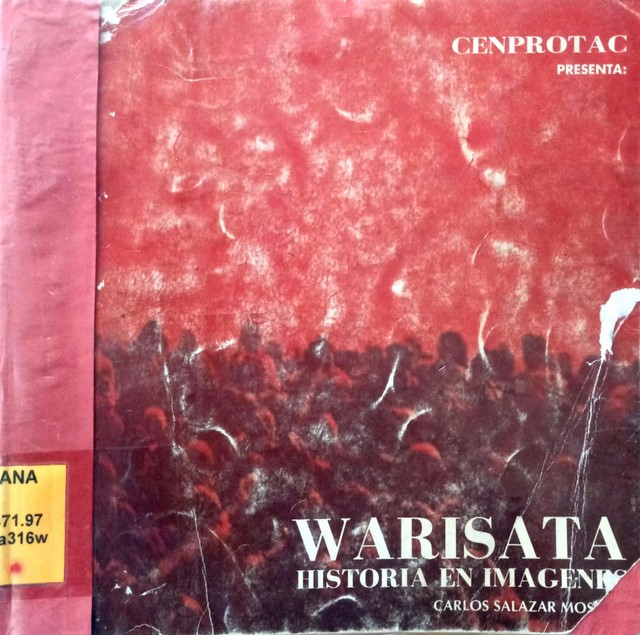 CENPROTAC
PRESENTA:
ANA
71.97
a316w
WARISATA
HISTORIA EN IMAGENES
CARLOS SALAZAR